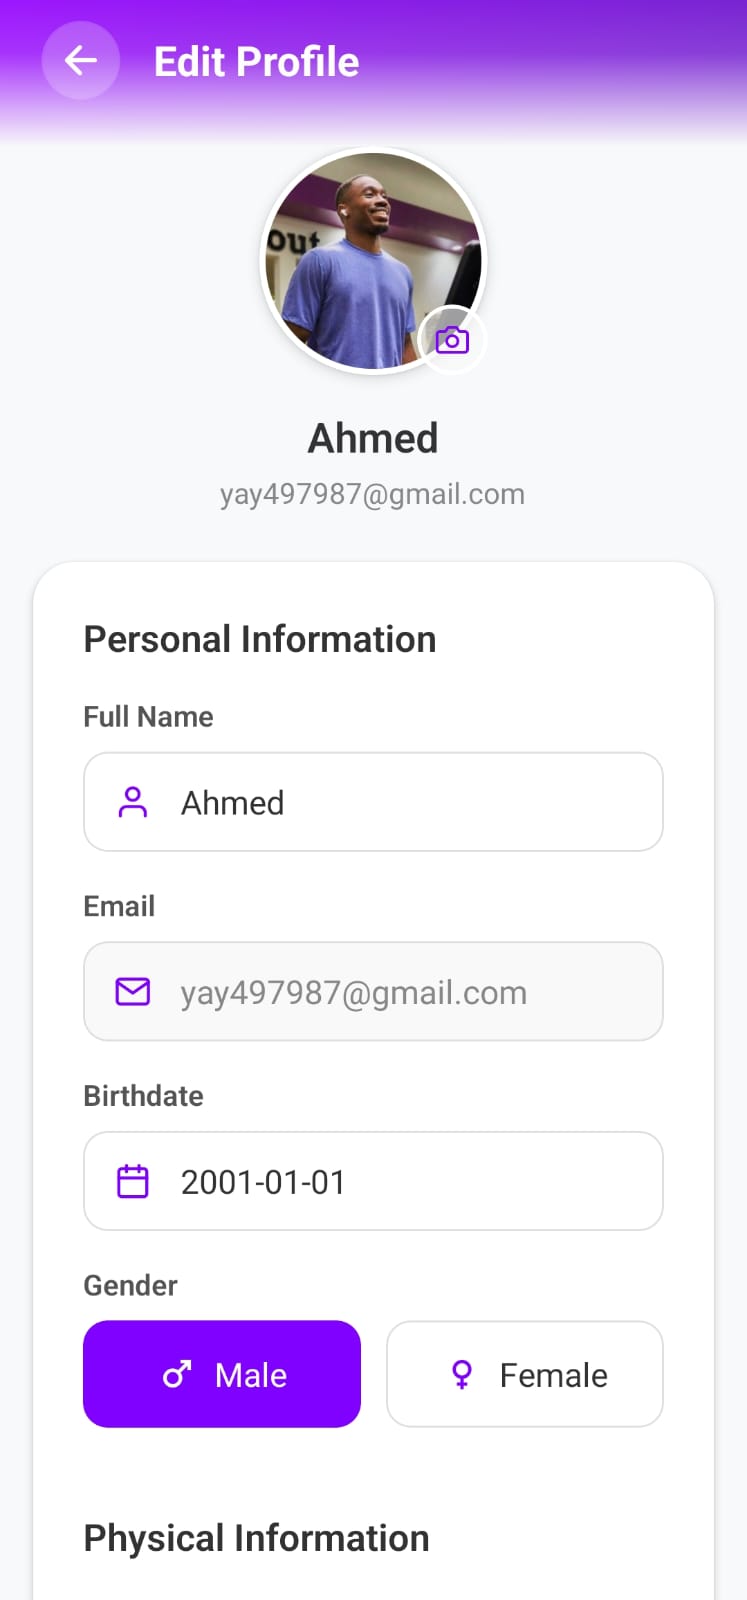 Edit Profile
out
Ahmed
yay497987@gmail.com
Personal Information
Full Name
Ahmed
Email
yay497987@gmail.com
Birthdate
2001-01-01
Gender
Male
Female
Physical Information